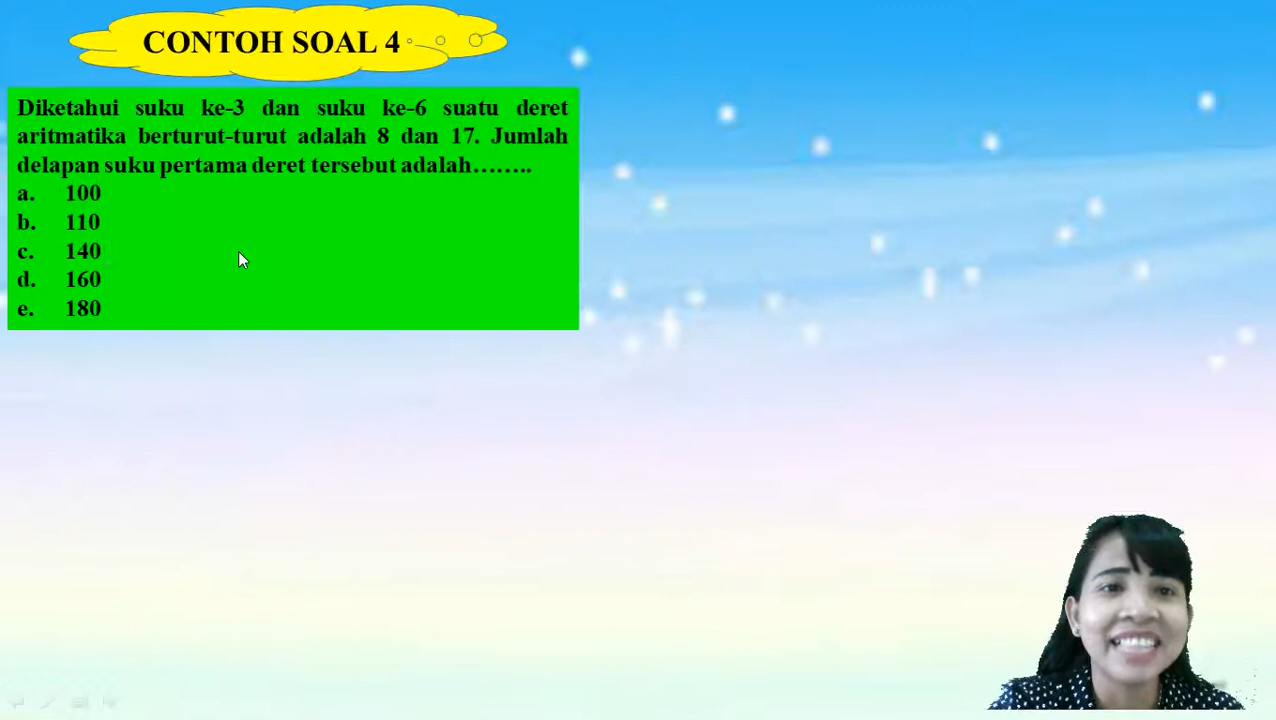 CONTOH SOAL 4
Diketahui suku ke-3 dan suku ke-6 suatu deret
aritmatika berturut-turut adalah 8 dan 17. Jumlah
delapan suku pertama deret tersebut adalah……..
a. 100
b. 110
c. 140
d. 160
e. 180